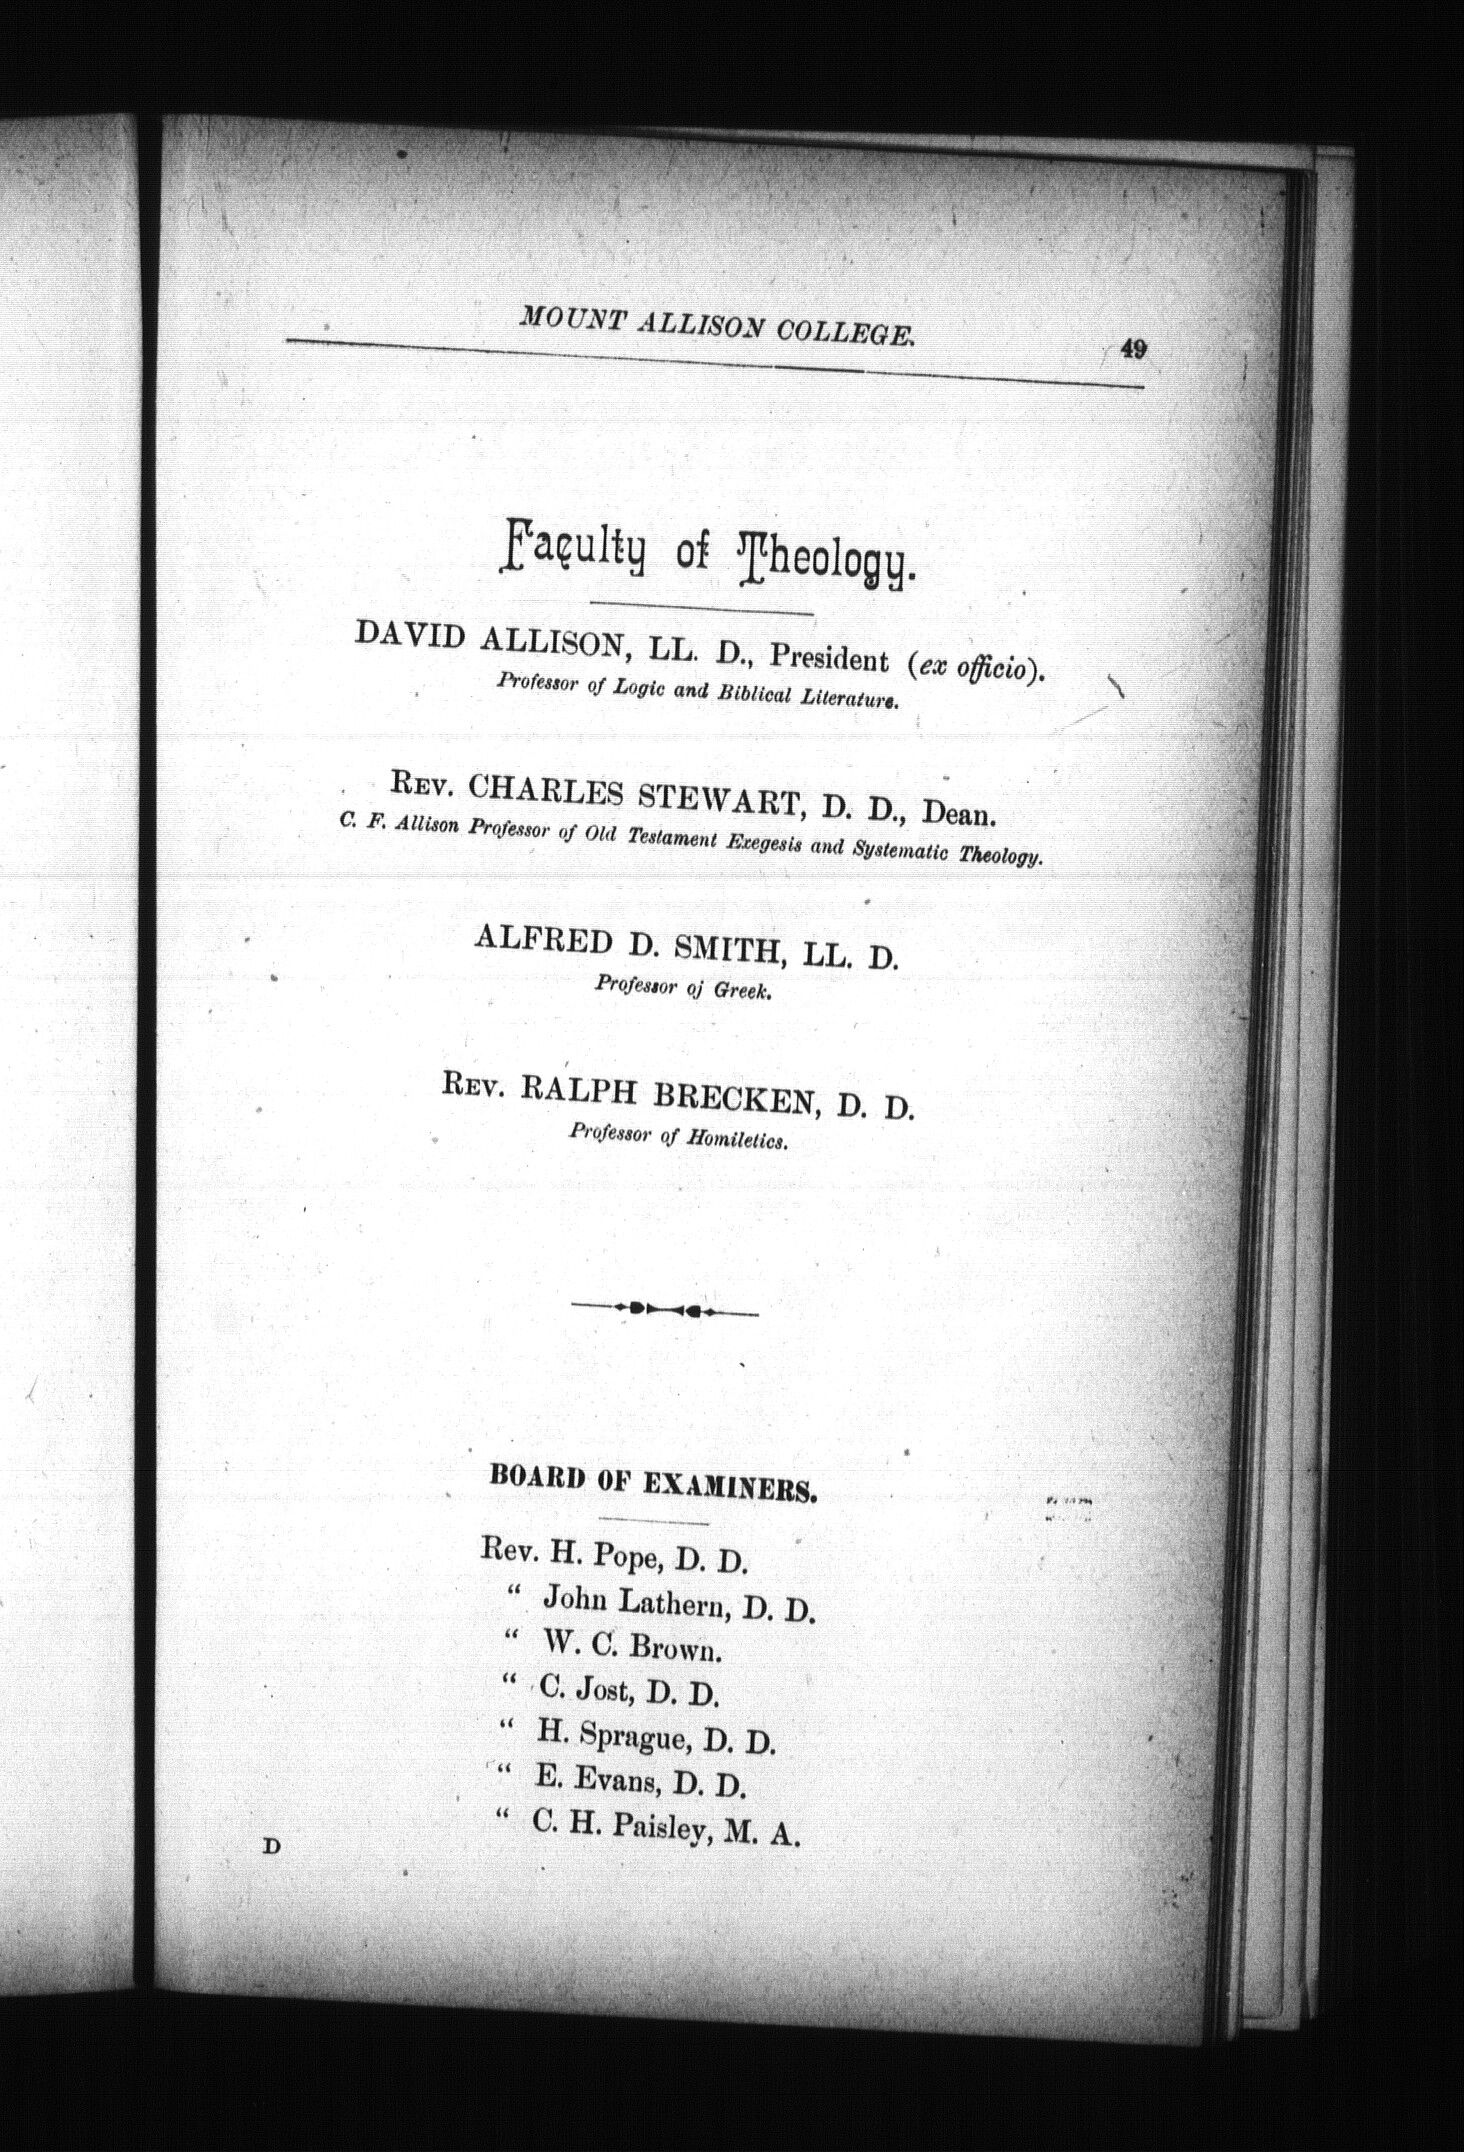 MOUNT ALLISON COLLEGE. 49
Faculty of Theology.
DAVID ALLISON, LL. D., President (ex officio).
Professor of Logic and Biblical Literature.
REV. CHARLES STEWART, D. D., Dean.
C. F. Allison Professor of Old Testament Exegesis and Systematic Theology.
ALFRED D. SMITH, LL. D.
Professor of Greek.
REV. RALPH BRECKEN, D. D.
Professor of Homiletics.
BOARD OF EXAMINERS.
Rev. H. Pope, D. D.
“ John Lathern, D. D.
“ W. C. Brown.
“ C. Jost, D. D.
“ H. Sprague, D. D.
“ E. Evans, D. D.
“ C. H. Paisley, M. A.
D